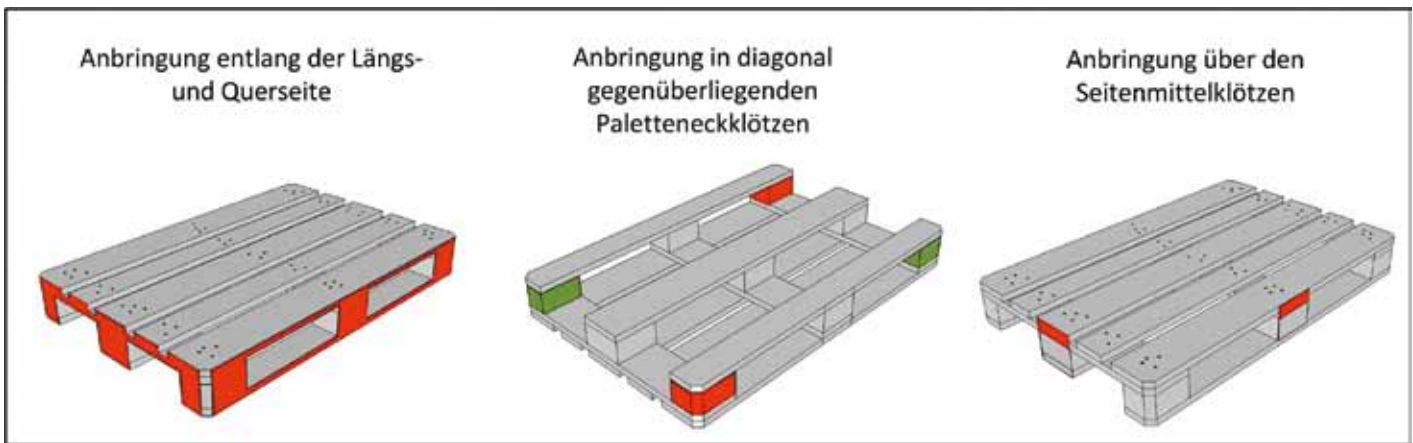 Anbringung entlang der Längs-
und Querseite
Anbringung in diagonal
gegenüberliegenden
Paletteneckklötzen
Anbringung über den
Seitenmittelklötzen